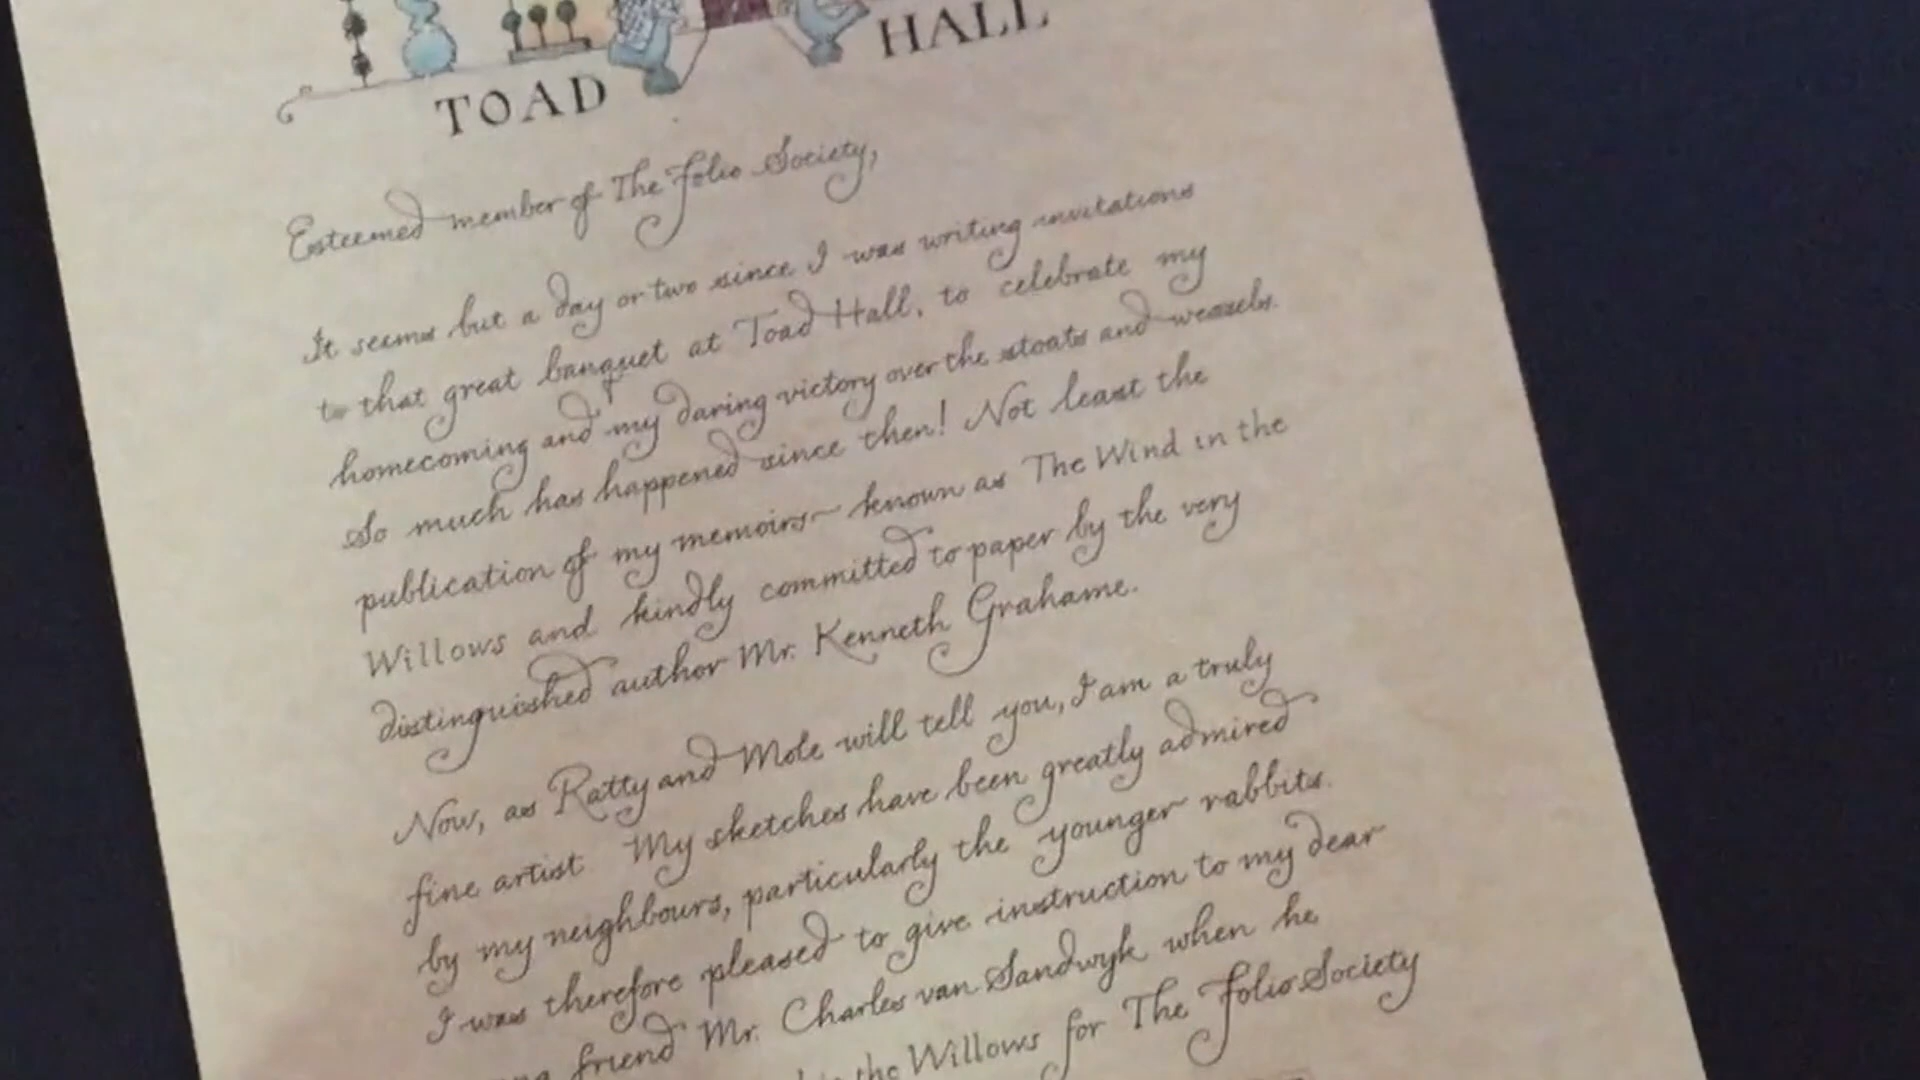 TOAD HALL
Esteemed member of The Folio Society,
It seems but a day or two since I was writing invitations
to that great banquet at Toad Hall, to celebrate my
homecoming and my daring victory over the stoats and weasels.
So much has happened since then! Not least the
publication of my memoirs – known as The Wind in the
Willows and kindly committed to paper by the very
distinguished author Mr. Kenneth Grahame.
Now, as Ratty and Mole will tell you, I am a truly
fine artist My sketches have been greatly admired
by my neighbours, particularly the younger rabbits.
I was therefore pleased to give instruction to my dear
friend Mr. Charles van Sandwyk when he
the Willows for The Folio Society